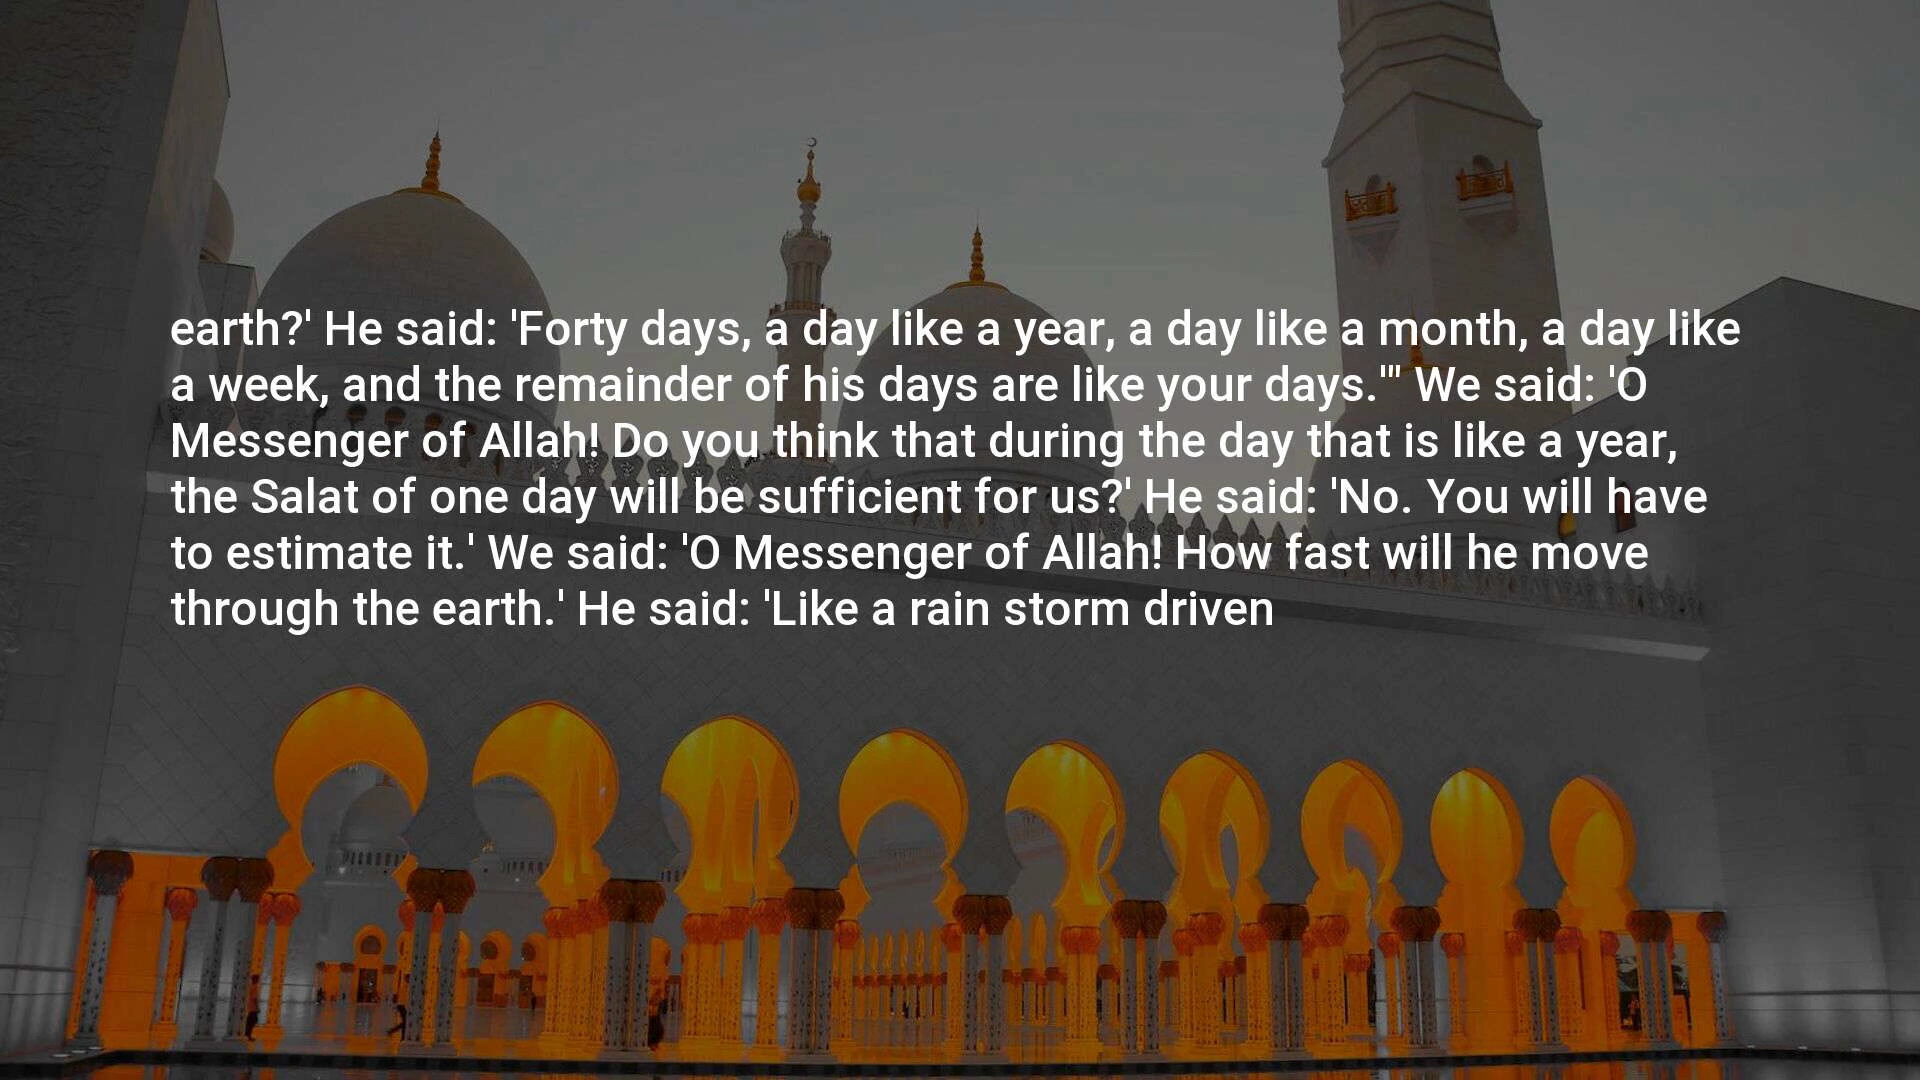 earth?' He said: 'Forty days, a day like a year, a day like a month, a day like
a week, and the remainder of his days are like your days.'" We said: 'O
Messenger of Allah! Do you think that during the day that is like a year,
the Salat of one day will be sufficient for us?' He said: 'No. You will have
to estimate it.' We said: 'O Messenger of Allah! How fast will he move
through the earth.' He said: 'Like a rain storm driven